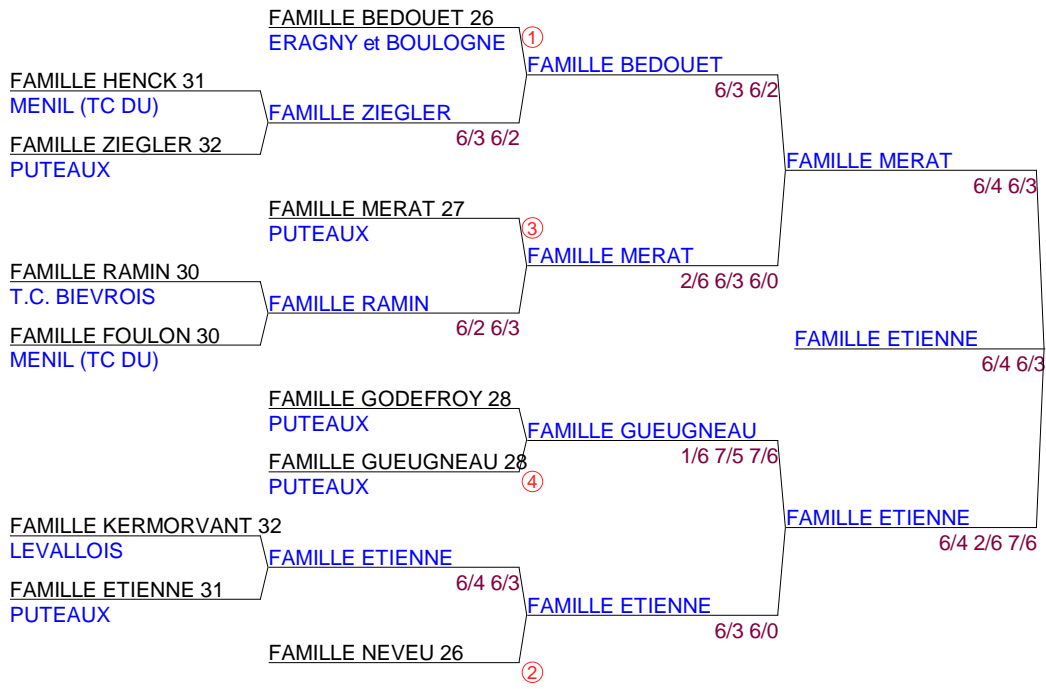 FAMILLE BEDOUET 26
ERAGNY et BOULOGNE
1
FAMILLE BEDOUET
6/3 6/2
FAMILLE HENCK 31
MENIL (TC DU)
FAMILLE ZIEGLER
6/3 6/2
FAMILLE ZIEGLER 32
PUTEAUX
FAMILLE MERAT
6/4 6/3
FAMILLE MERAT 27
PUTEAUX
3
FAMILLE MERAT
2/6 6/3 6/0
FAMILLE RAMIN 30
T.C. BIEVROIS
FAMILLE RAMIN
6/2 6/3
FAMILLE FOULON 30
MENIL (TC DU)
FAMILLE ETIENNE
6/4 6/3
FAMILLE GODEFROY 28
PUTEAUX
FAMILLE GUEUGNEAU
1/6 7/5 7/6
FAMILLE GUEUGNEAU 28
PUTEAUX
4
FAMILLE ETIENNE
6/4 2/6 7/6
FAMILLE KERMORVANT 32
LEVALLOIS
FAMILLE ETIENNE
6/4 6/3
FAMILLE ETIENNE 31
PUTEAUX
FAMILLE ETIENNE
6/3 6/0
FAMILLE NEVEU 26
2